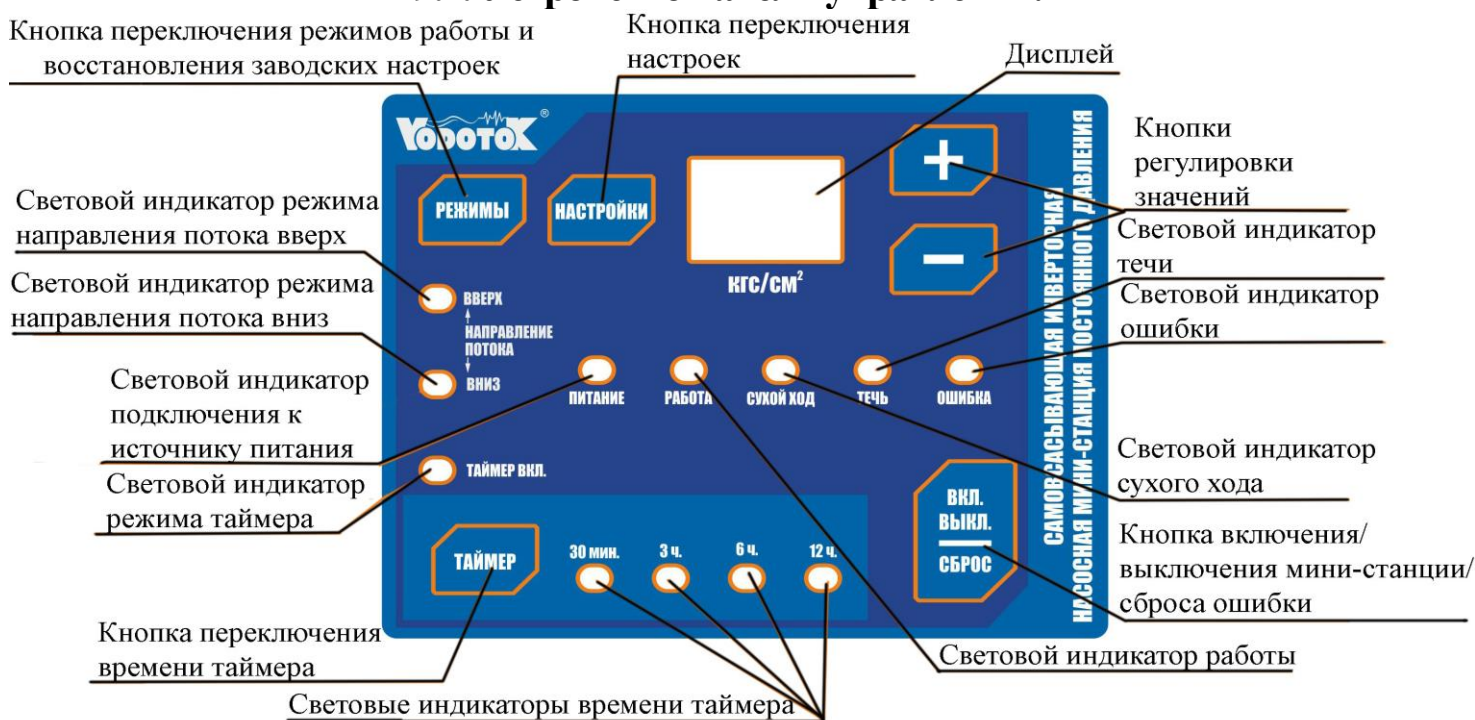 Кнопка переключения режимов работы и
восстановления заводских настроек
Кнопка переключения
настроек
Дисплей
Кнопки
регулировки
значений
Световой индикатор режима
направления потока вверх
Световой индикатор режима
направления потока вниз
Световой индикатор
подключения к
источнику питания
Световой индикатор
режима таймера
Кнопка переключения
времени таймера
Световые индикаторы времени таймера
VODOTOK®
РЕЖИМЫ
НАСТРОЙКИ
+
−
кгс/см²
ВВЕРХ
НАПРАВЛЕНИЕ
ПОТОКА
ВНИЗ
ПИТАНИЕ
РАБОТА
СУХОЙ ХОД
ТЕЧЬ
ОШИБКА
ТАЙМЕР ВКЛ.
ТАЙМЕР
30 мин.
3 ч.
6 ч.
12 ч.
ВКЛ.
ВЫКЛ.
СБРОС
САМОВСАСЫВАЮЩАЯ ИНВЕРТОРНАЯ
НАСОСНАЯ МИНИ-СТАНЦИЯ ПОСТОЯННОГО ДАВЛЕНИЯ
Световой индикатор
течи
Световой индикатор
ошибки
Световой индикатор
сухого хода
Кнопка включения/
выключения мини-станции/
сброса ошибки
Световой индикатор работы